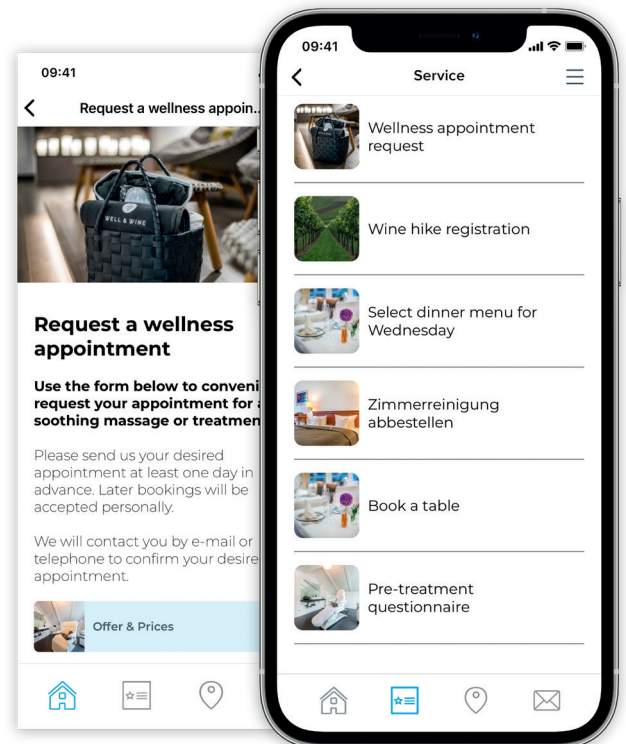 09:41
Request a wellness appoin..
WELL & WINE
Request a wellness
appointment
Use the form below to conveni
request your appointment for
soothing massage or treatmen
Please send us your desired
appointment at least one day in
advance. Later bookings will be
accepted personally.
We will contact you by e-mail or
telephone to confirm your desire
appointment.
Offer & Prices
09:41
Service
Wellness appointment
request
Wine hike registration
Select dinner menu for
Wednesday
Zimmerreinigung
abbestellen
Book a table
Pre-treatment
questionnaire